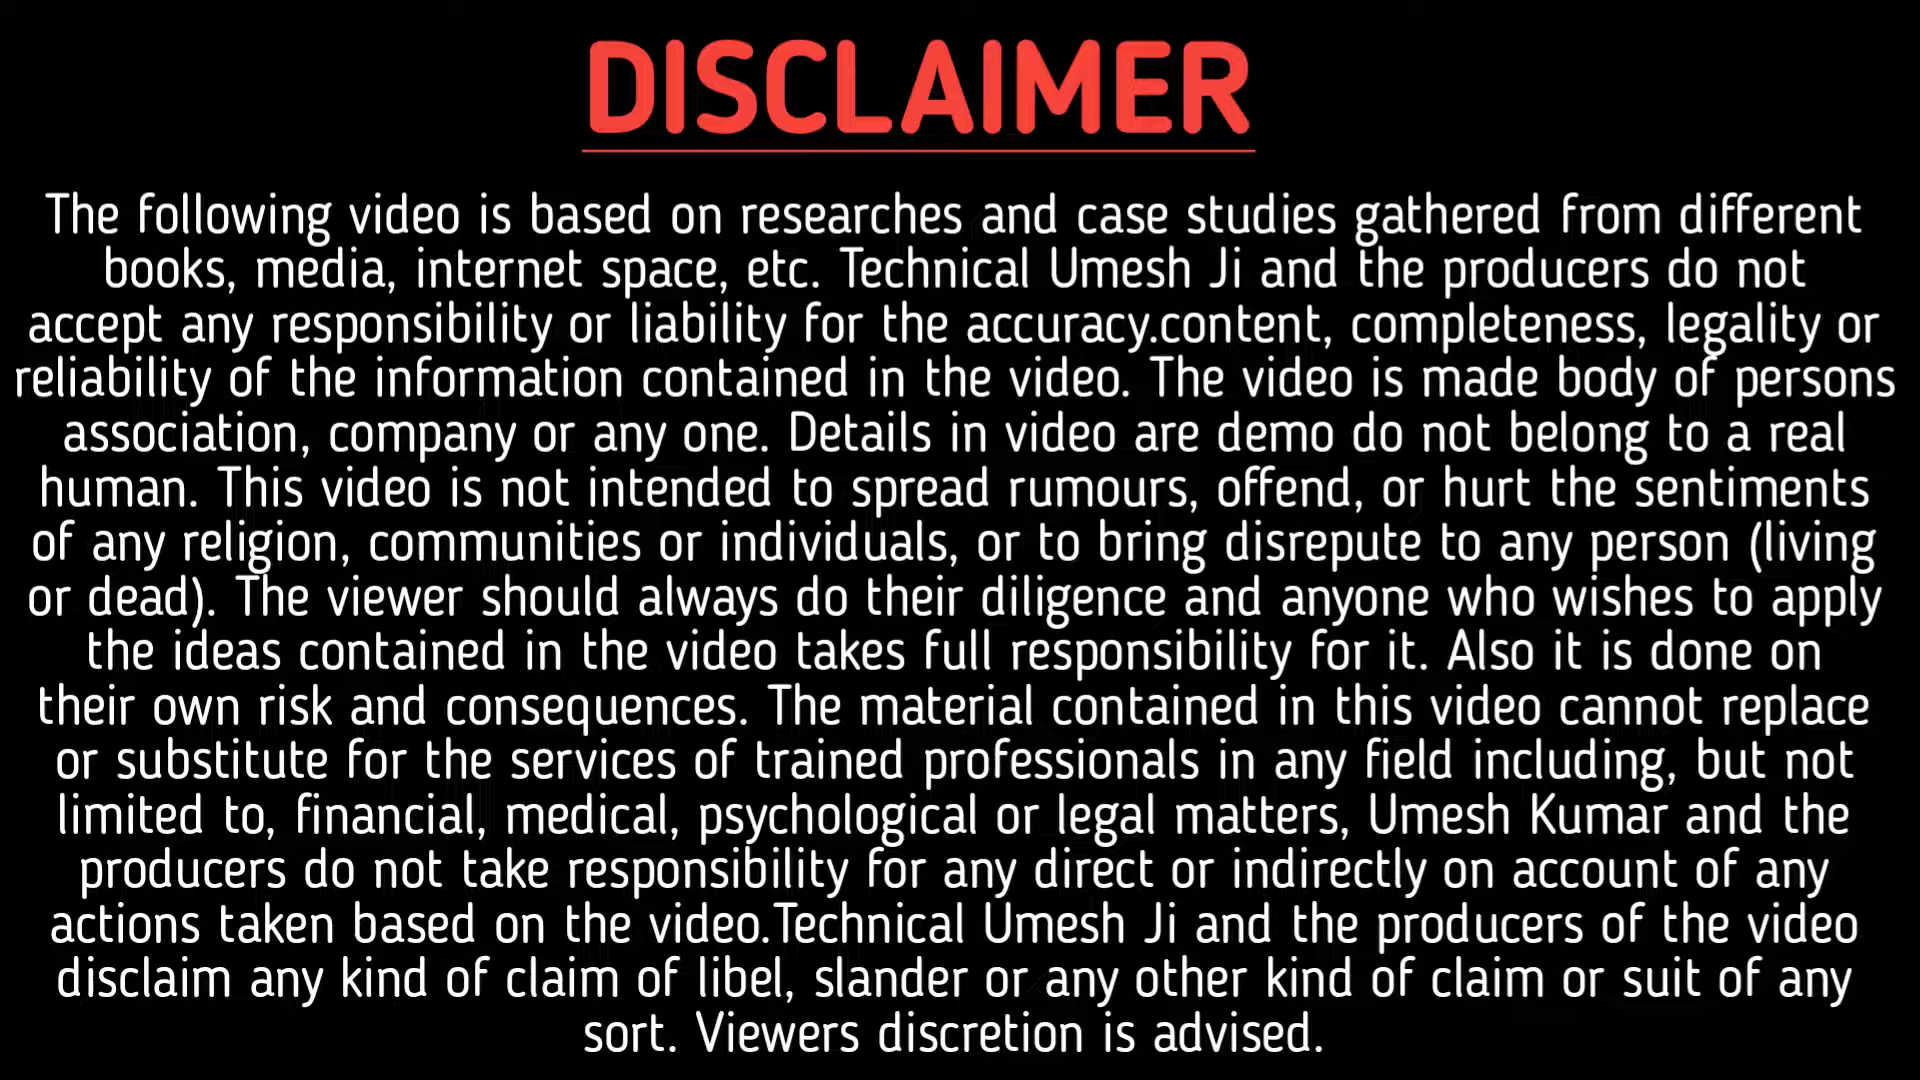 DISCLAIMER
The following video is based on researches and case studies gathered from different
books, media, internet space, etc. Technical Umesh Ji and the producers do not
accept any responsibility or liability for the accuracy.content, completeness, legality or
reliability of the information contained in the video. The video is made body of persons
association, company or any one. Details in video are demo do not belong to a real
human. This video is not intended to spread rumours, offend, or hurt the sentiments
of any religion, communities or individuals, or to bring disrepute to any person (living
or dead). The viewer should always do their diligence and anyone who wishes to apply
the ideas contained in the video takes full responsibility for it. Also it is done on
their own risk and consequences. The material contained in this video cannot replace
or substitute for the services of trained professionals in any field including, but not
limited to, financial, medical, psychological or legal matters, Umesh Kumar and the
producers do not take responsibility for any direct or indirectly on account of any
actions taken based on the video.Technical Umesh Ji and the producers of the video
disclaim any kind of claim of libel, slander or any other kind of claim or suit of any
sort. Viewers discretion is advised.